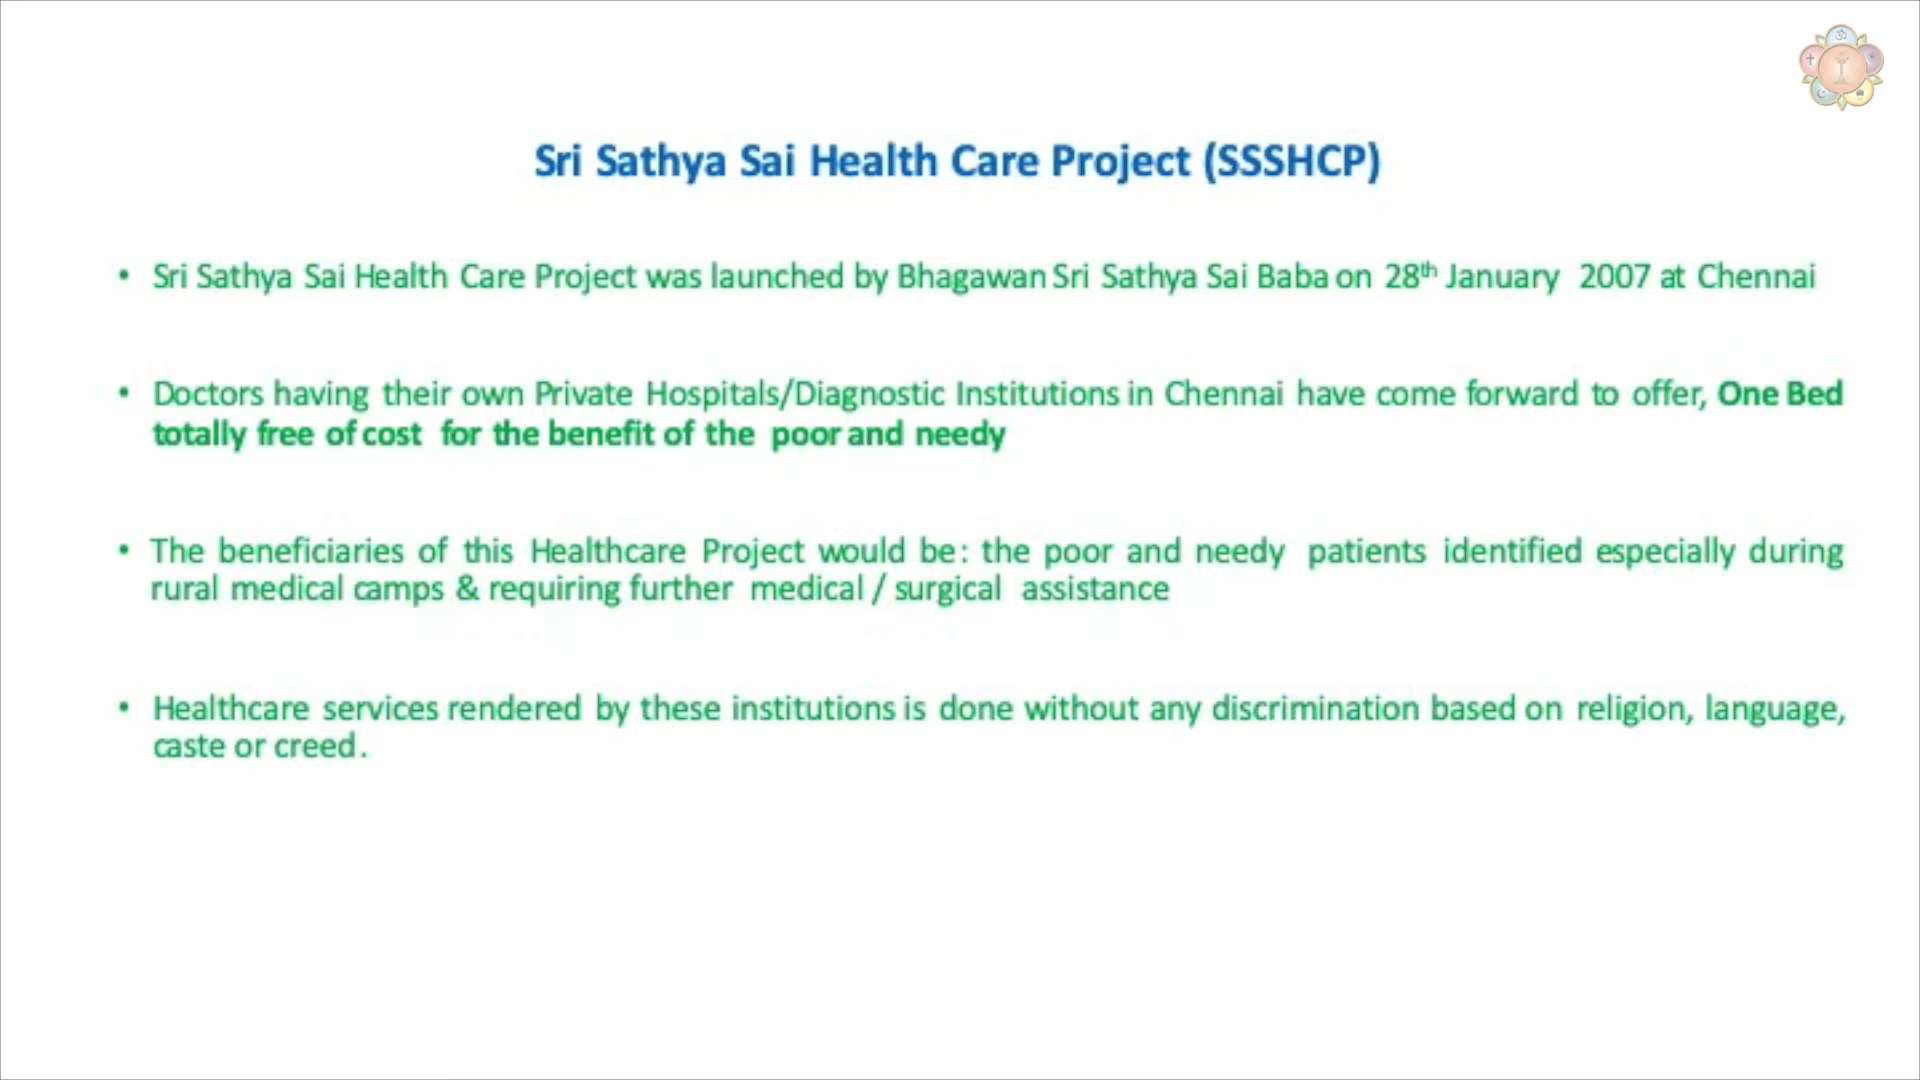 Sri Sathya Sai Health Care Project (SSSHCP)
• Sri Sathya Sai Health Care Project was launched by Bhagawan Sri Sathya Sai Baba on 28th January 2007 at Chennai
• Doctors having their own Private Hospitals/Diagnostic Institutions in Chennai have come forward to offer, One Bed
totally free of cost for the benefit of the poor and needy
• The beneficiaries of this Healthcare Project would be: the poor and needy patients identified especially during
rural medical camps & requiring further medical / surgical assistance
• Healthcare services rendered by these institutions is done without any discrimination based on religion, language,
caste or creed.